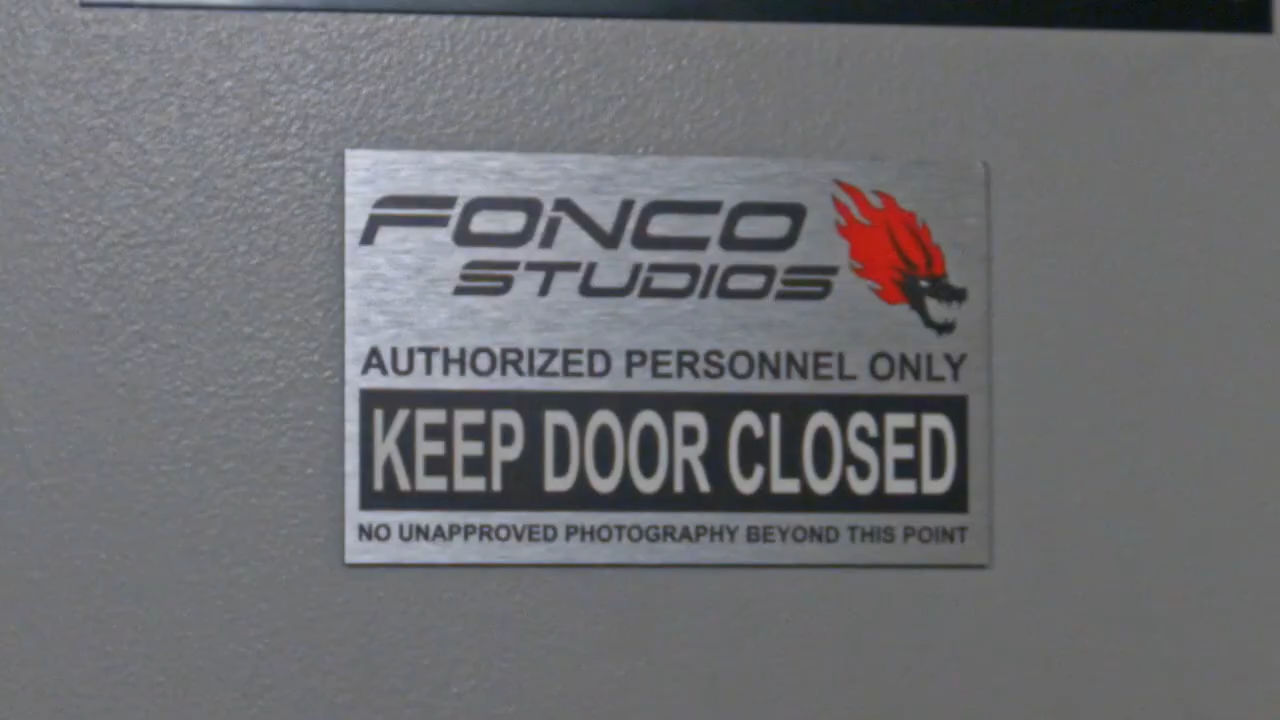 FONCO
STUDIOS
AUTHORIZED PERSONNEL ONLY
KEEP DOOR CLOSED
NO UNAPPROVED PHOTOGRAPHY BEYOND THIS POINT